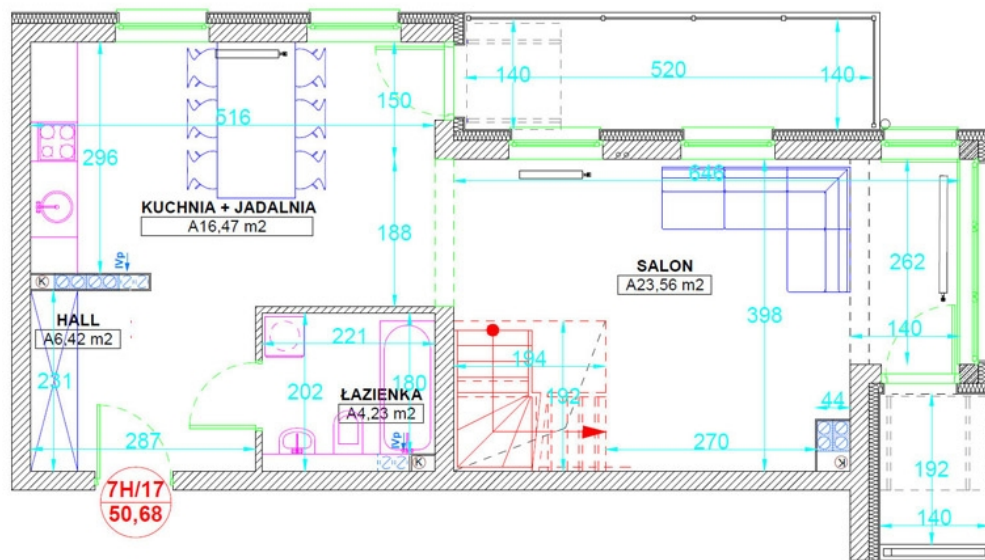 140
520
140
150
516
296
646
KUCHNIA + JADALNIA
A16,47 m2
188
IVp
K
SALON
A23,56 m2
262
398
140
HALL
A6,42 m2
221
231
202
180
ŁAZIENKA
A4,23 m2
IVp
K
287
194
192
270
44
K
7H/17
50,68
192
140